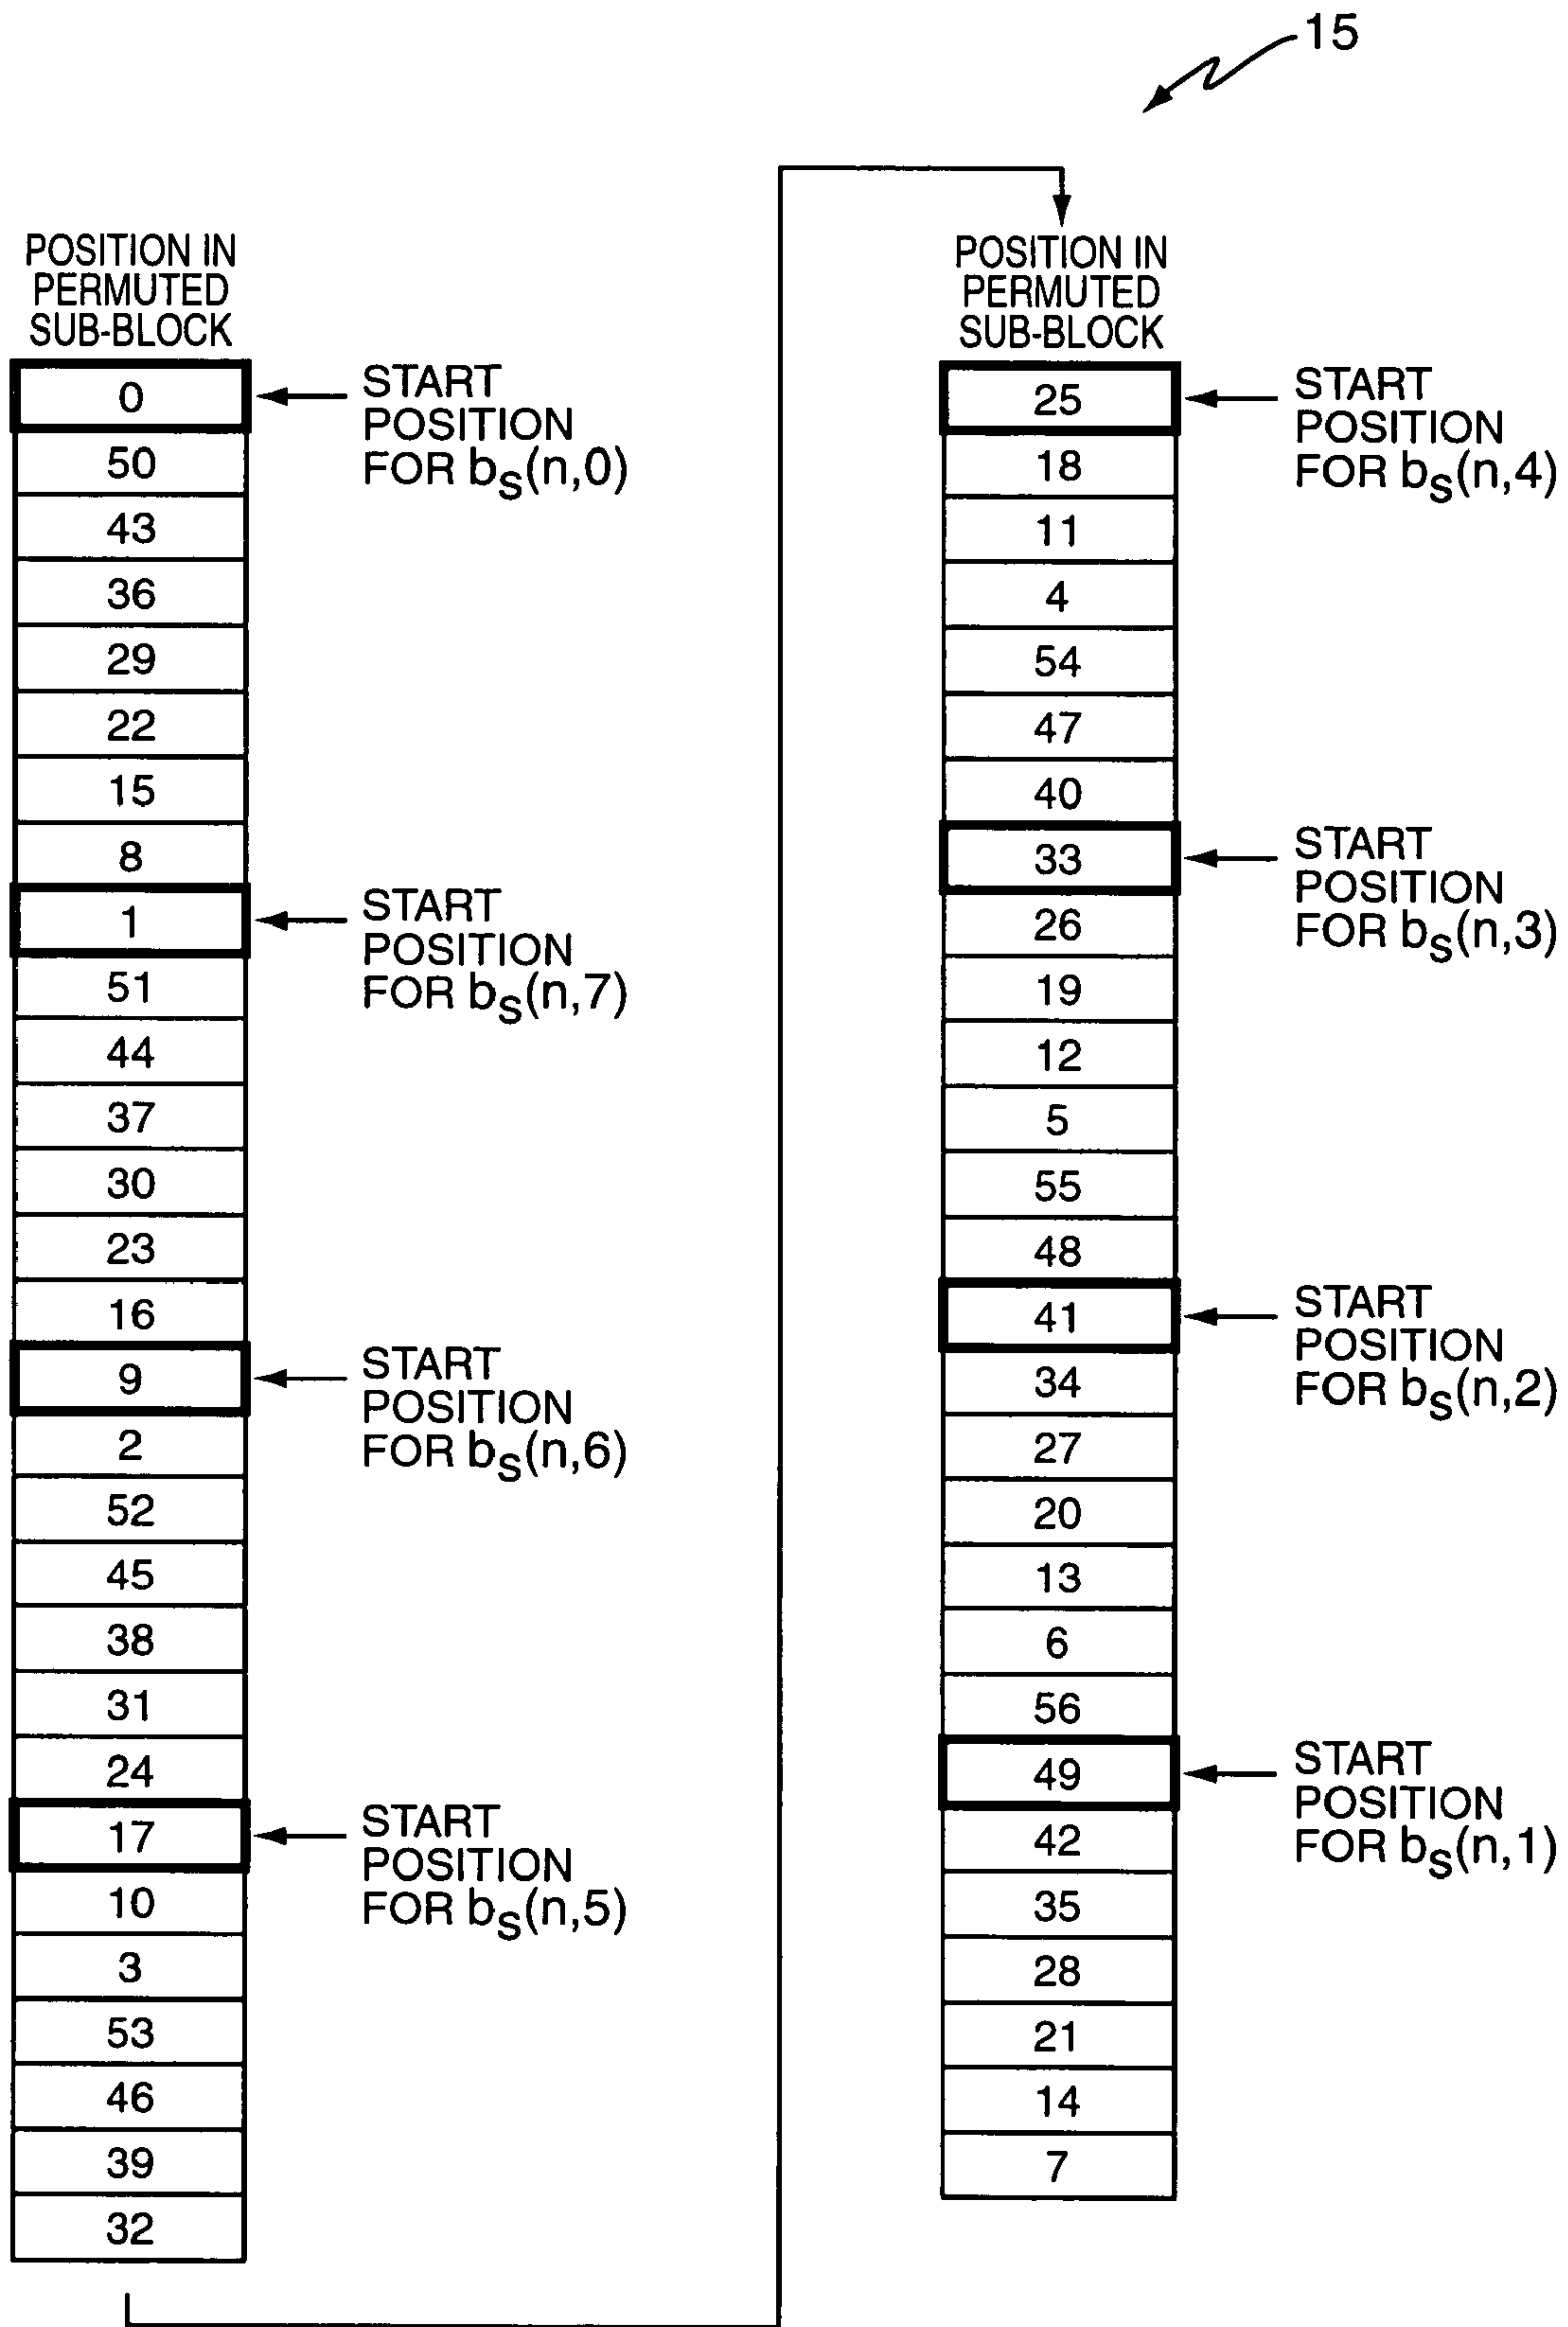 15
POSITION IN
PERMUTED
SUB-BLOCK
0
START
POSITION
FOR bs(n,0)
50
43
36
29
22
15
8
1
START
POSITION
FOR bs(n,7)
51
44
37
30
23
16
9
START
POSITION
FOR bs(n,6)
2
52
45
38
31
24
17
START
POSITION
FOR bs(n,5)
10
3
53
46
39
32
POSITION IN
PERMUTED
SUB-BLOCK
25
START
POSITION
FOR bs(n,4)
18
11
4
54
47
40
33
START
POSITION
FOR bs(n,3)
26
19
12
5
55
48
41
START
POSITION
FOR bs(n,2)
34
27
20
13
6
56
49
START
POSITION
FOR bs(n,1)
42
35
28
21
14
7